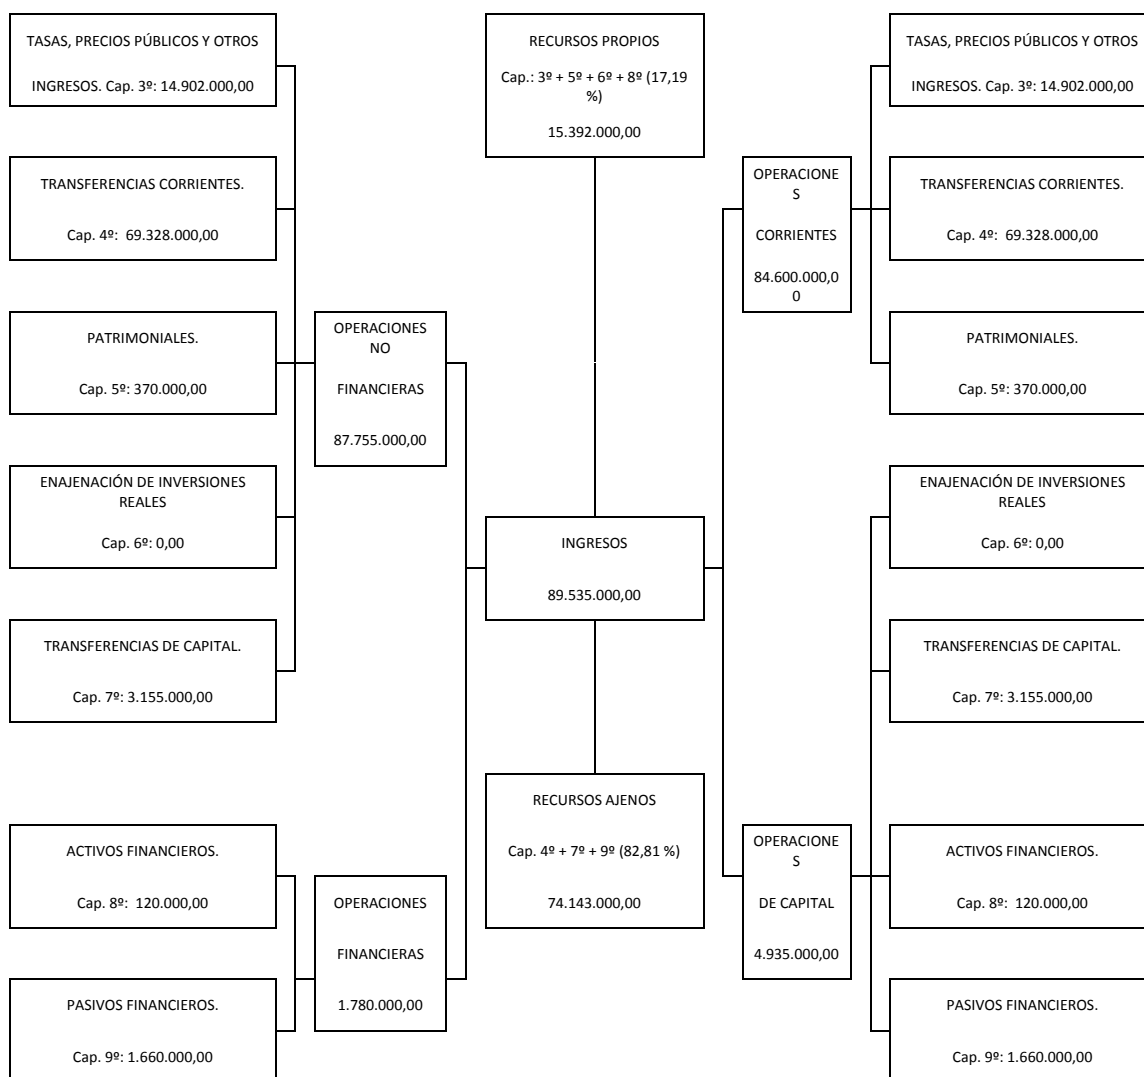 TASAS, PRECIOS PÚBLICOS Y OTROS
INGRESOS. Cap. 3º: 14.902.000,00
TRANSFERENCIAS CORRIENTES.
Cap. 4º: 69.328.000,00
PATRIMONIALES.
Cap. 5º: 370.000,00
ENAJENACIÓN DE INVERSIONES
REALES
Cap. 6º: 0,00
TRANSFERENCIAS DE CAPITAL.
Cap. 7º: 3.155.000,00
ACTIVOS FINANCIEROS.
Cap. 8º: 120.000,00
PASIVOS FINANCIEROS.
Cap. 9º: 1.660.000,00
OPERACIONES
NO
FINANCIERAS
87.755.000,00
OPERACIONES
FINANCIERAS
1.780.000,00
RECURSOS PROPIOS
Cap.: 3º + 5º + 6º + 8º (17,19
%)
15.392.000,00
INGRESOS
89.535.000,00
RECURSOS AJENOS
Cap. 4º + 7º + 9º (82,81 %)
74.143.000,00
OPERACIONE
S
CORRIENTES
84.600.000,0
0
OPERACIONE
S
DE CAPITAL
4.935.000,00
TASAS, PRECIOS PÚBLICOS Y OTROS
INGRESOS. Cap. 3º: 14.902.000,00
TRANSFERENCIAS CORRIENTES.
Cap. 4º: 69.328.000,00
PATRIMONIALES.
Cap. 5º: 370.000,00
ENAJENACIÓN DE INVERSIONES
REALES
Cap. 6º: 0,00
TRANSFERENCIAS DE CAPITAL.
Cap. 7º: 3.155.000,00
ACTIVOS FINANCIEROS.
Cap. 8º: 120.000,00
PASIVOS FINANCIEROS.
Cap. 9º: 1.660.000,00